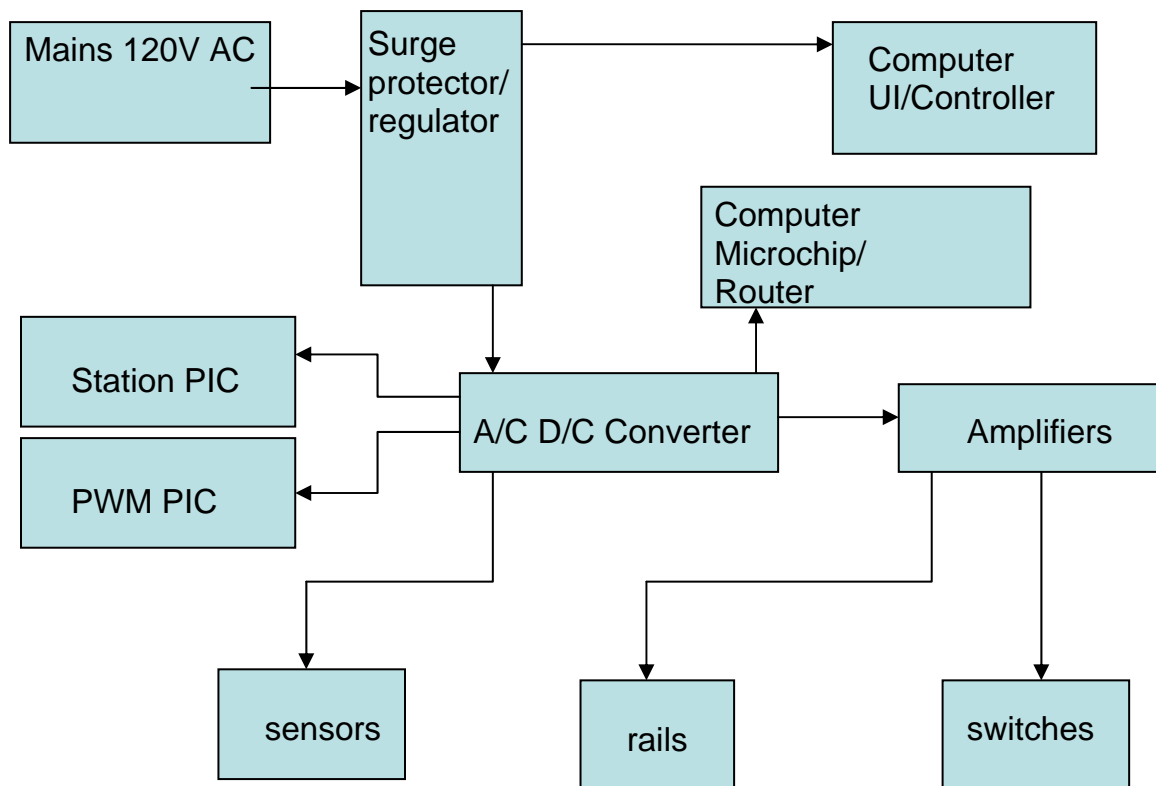 Mains 120V AC
Surge
protector/
regulator
Computer
UI/Controller
Computer
Microchip/
Router
Station PIC
A/C D/C Converter
Amplifiers
PWM PIC
sensors
rails
switches